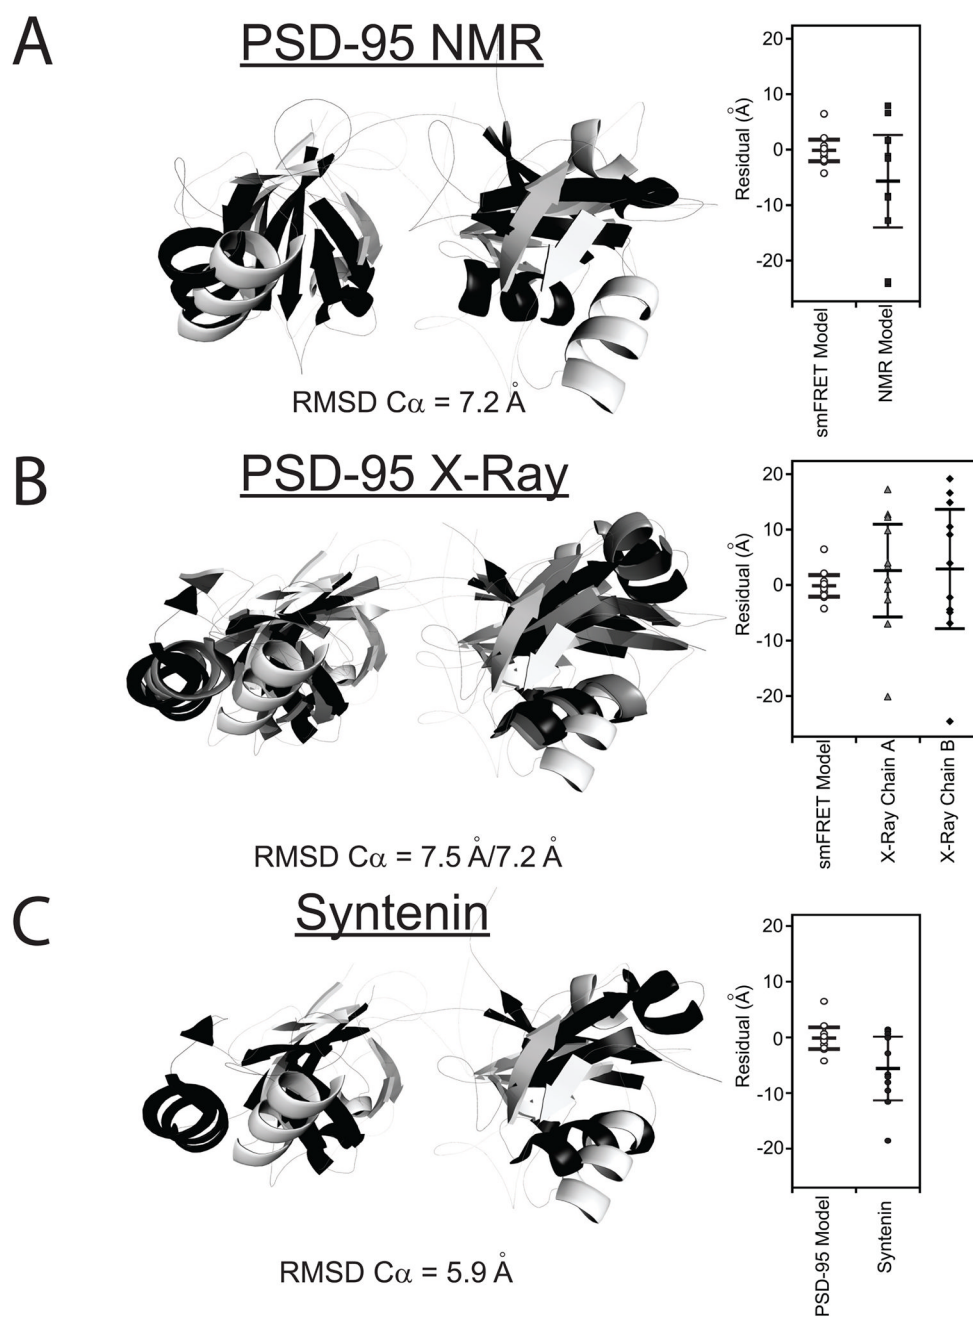 A
PSD-95 NMR
RMSD Cα = 7.2 Å
20
10
0
-10
-20
Residual (Å)
smFRET Model
NMR Model
B
PSD-95 X-Ray
RMSD Cα = 7.5 Å/7.2 Å
20
10
0
-10
-20
Residual (Å)
smFRET Model
X-Ray Chain A
X-Ray Chain B
C
Syntenin
RMSD Cα = 5.9 Å
20
10
0
-10
-20
Residual (Å)
PSD-95 Model
Syntenin